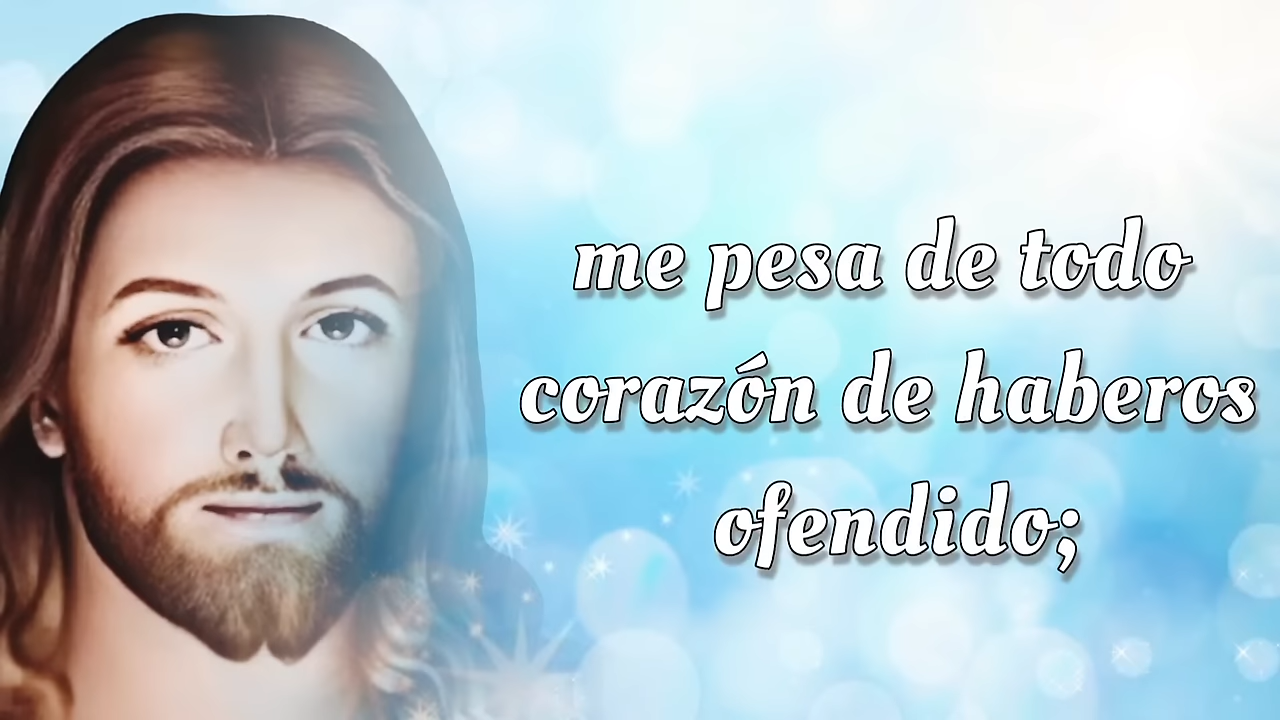 me pesa de todo
corazón de haberos
ofendido;